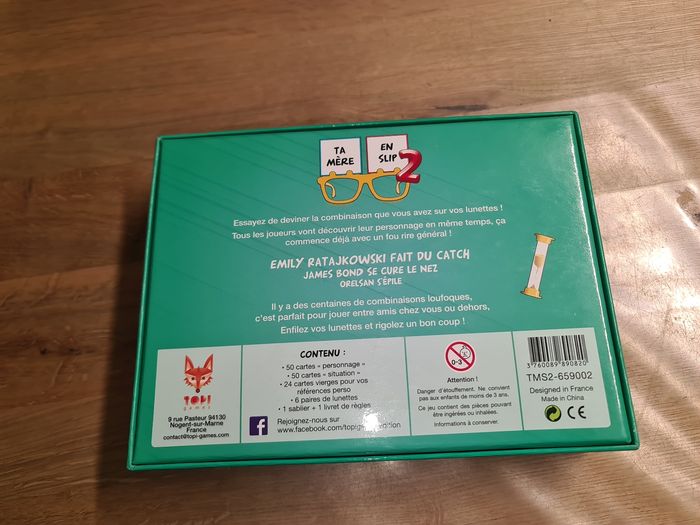 TA
MÈRE
EN
SLIP
2
Essayez de deviner la combinaison que vous avez sur vos lunettes !
Tous les joueurs vont découvrir leur personnage en même temps, ça
commence déjà avec un fou rire général !
EMILY RATAJKOWSKI FAIT DU CATCH
JAMES BOND SE CURE LE NEZ
ORELSAN S'ÉPILE
Il y a des centaines de combinaisons loufoques,
c'est parfait pour jouer entre amis chez vous ou dehors,
Enfilez vos lunettes et rigolez un bon coup !
TOPI
games
9 rue Pasteur 94130
Nogent-sur-Marne
France
contact@topi-games.com
CONTENU :
• 50 cartes « personnage »
• 50 cartes « situation »
• 24 cartes vierges pour vos
références perso
• 6 paires de lunettes
• 1 sablier + 1 livret de règles
f
Rejoignez-nous sur
0-3
Attention !
Danger d'étouffement. Ne convient
pas aux enfants de moins de 3 ans.
Ce jeu contient des pièces pouvant
être ingérées ou inhalées.
Informations à conserver.
3 760089 890820
TMS2-659002
Designed in France
Made in China
CE